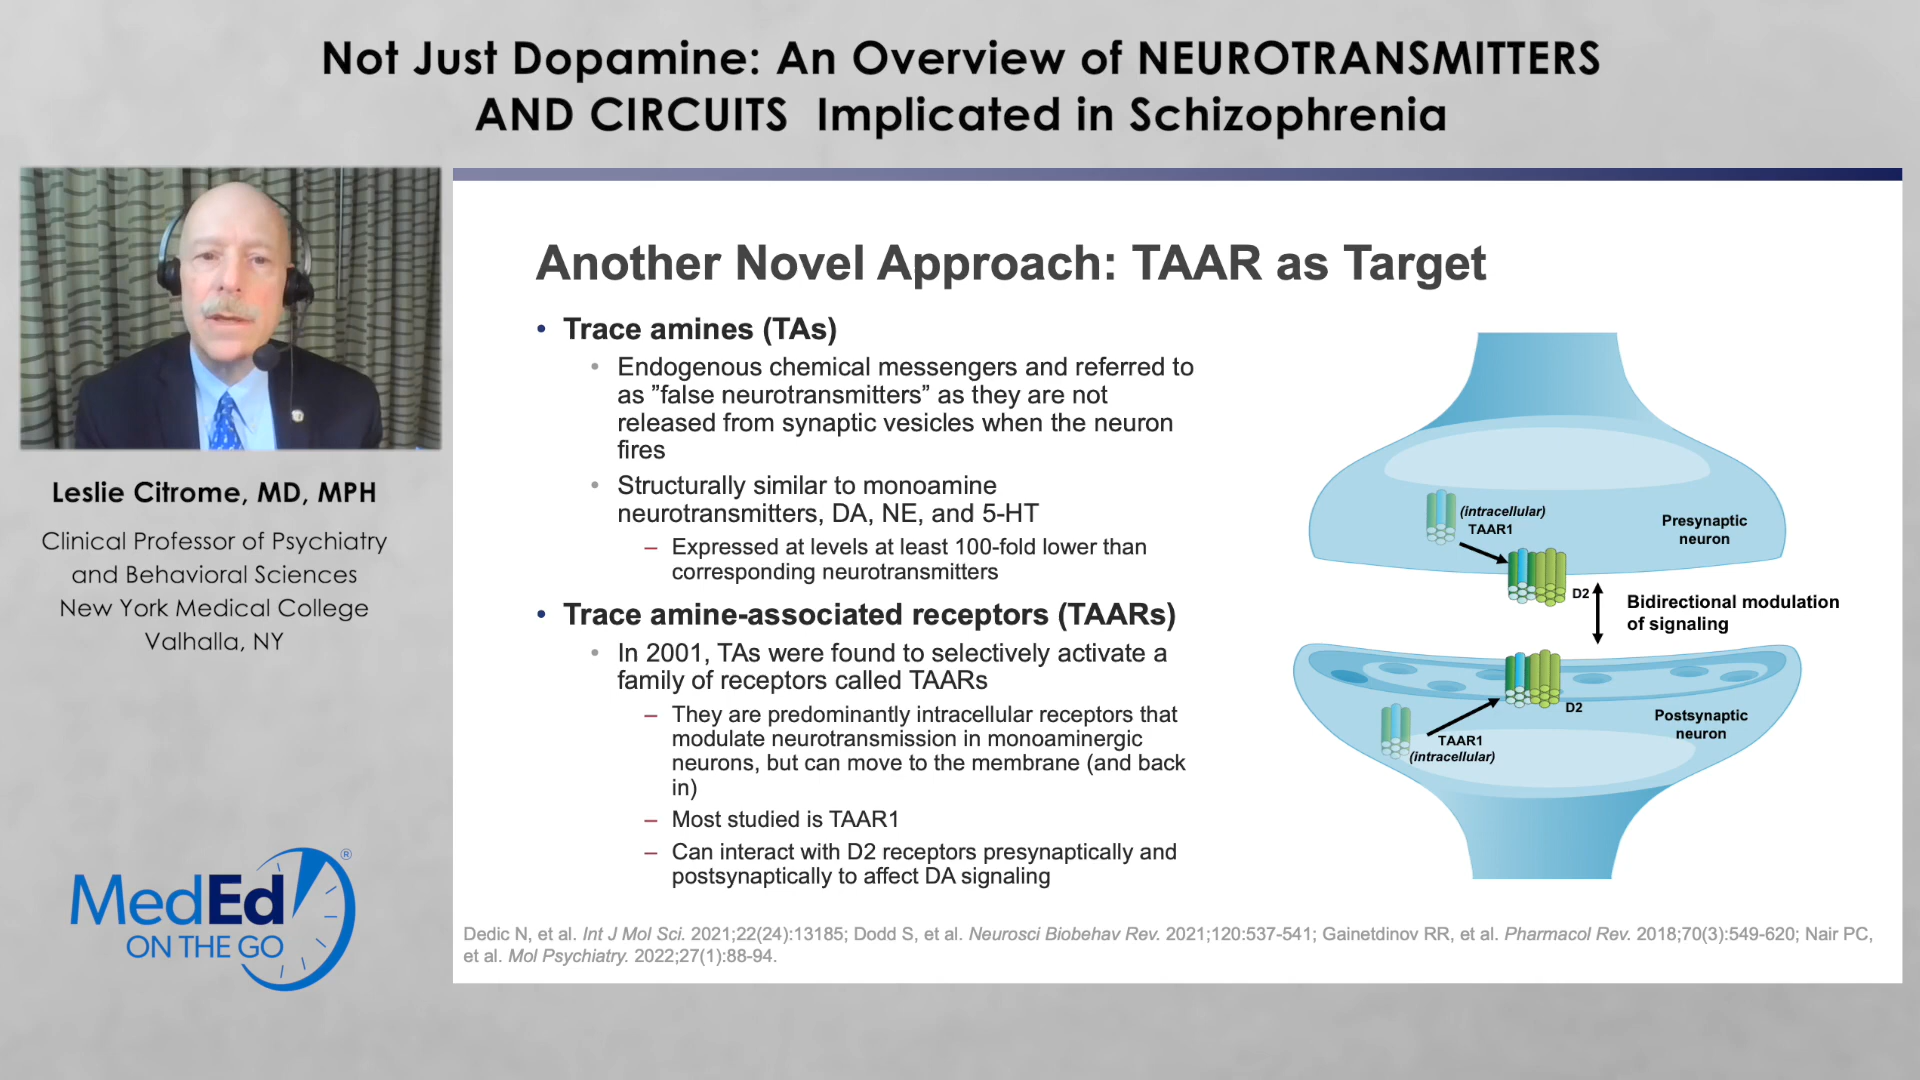 Not Just Dopamine: An Overview of NEUROTRANSMITTERS
AND CIRCUITS Implicated in Schizophrenia
Leslie Citrome, MD, MPH
Clinical Professor of Psychiatry
and Behavioral Sciences
New York Medical College
Valhalla, NY
MedEd®
ON THE GO
Another Novel Approach: TAAR as Target
• Trace amines (TAs)
• Endogenous chemical messengers and referred to
as ”false neurotransmitters” as they are not
released from synaptic vesicles when the neuron
fires
• Structurally similar to monoamine
neurotransmitters, DA, NE, and 5-HT
– Expressed at levels at least 100-fold lower than
corresponding neurotransmitters
• Trace amine-associated receptors (TAARs)
• In 2001, TAs were found to selectively activate a
family of receptors called TAARs
– They are predominantly intracellular receptors that
modulate neurotransmission in monoaminergic
neurons, but can move to the membrane (and back
in)
– Most studied is TAAR1
– Can interact with D2 receptors presynaptically and
postsynaptically to affect DA signaling
(intracellular)
TAAR1
Presynaptic
neuron
D2
Bidirectional modulation
of signaling
D2
Postsynaptic
neuron
TAAR1
(intracellular)
Dedic N, et al. Int J Mol Sci. 2021;22(24):13185; Dodd S, et al. Neurosci Biobehav Rev. 2021;120:537-541; Gainetdinov RR, et al. Pharmacol Rev. 2018;70(3):549-620; Nair PC,
et al. Mol Psychiatry. 2022;27(1):88-94.